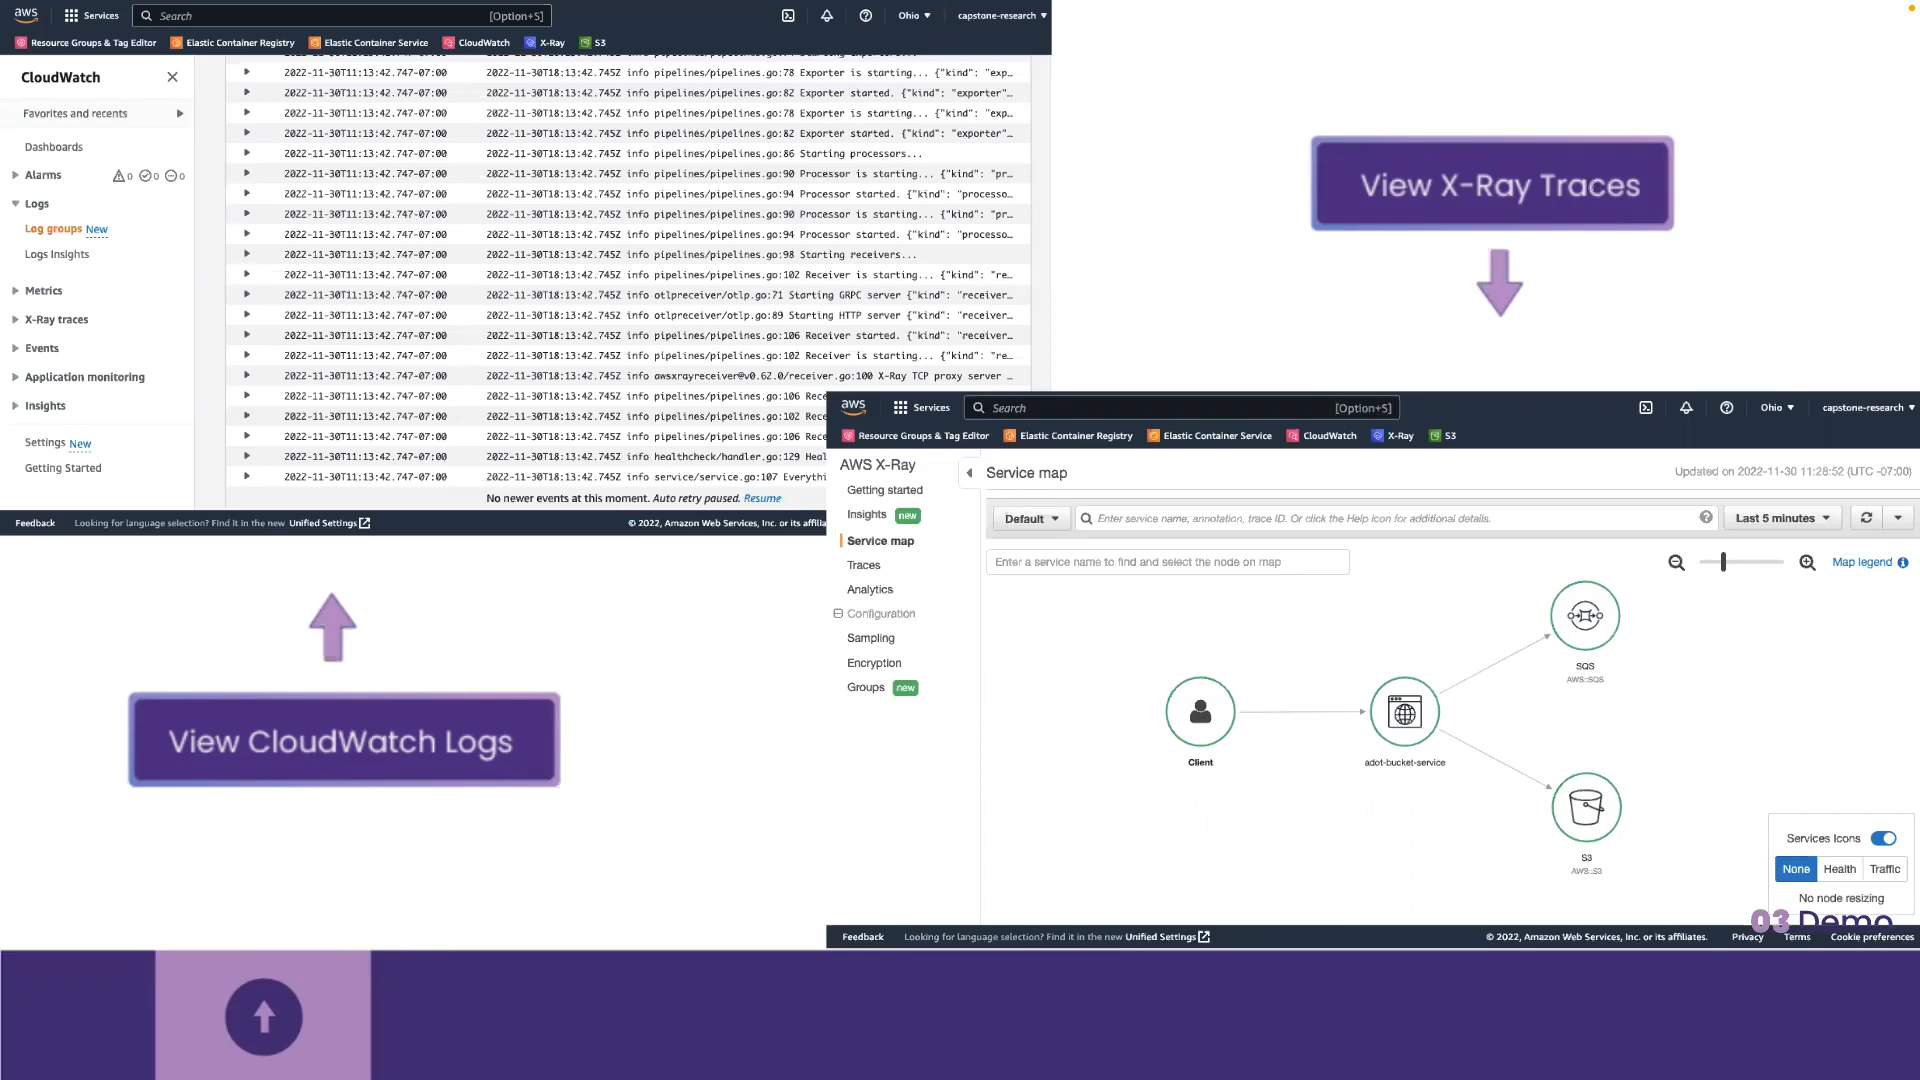 aws
Services
Search
[Option+S]
Ohio
capstone-research
Resource Groups & Tag Editor
Elastic Container Registry
Elastic Container Service
CloudWatch
X-Ray
S3
CloudWatch
Favorites and recents
Dashboards
Alarms
0
0
0
Logs
Log groups New
Logs Insights
Metrics
X-Ray traces
Events
Application monitoring
Insights
Settings New
Getting Started
2022-11-30T11:13:42.747-07:00 2022-11-30T18:13:42.745Z info pipelines/pipelines.go:78 Exporter is starting... {"kind": "exp…
2022-11-30T11:13:42.747-07:00 2022-11-30T18:13:42.745Z info pipelines/pipelines.go:82 Exporter started. {"kind": "exporter"…
2022-11-30T11:13:42.747-07:00 2022-11-30T18:13:42.745Z info pipelines/pipelines.go:78 Exporter is starting... {"kind": "exp…
2022-11-30T11:13:42.747-07:00 2022-11-30T18:13:42.745Z info pipelines/pipelines.go:82 Exporter started. {"kind": "exporter"…
2022-11-30T11:13:42.747-07:00 2022-11-30T18:13:42.745Z info pipelines/pipelines.go:86 Starting processors...
2022-11-30T11:13:42.747-07:00 2022-11-30T18:13:42.745Z info pipelines/pipelines.go:90 Processor is starting... {"kind": "pr…
2022-11-30T11:13:42.747-07:00 2022-11-30T18:13:42.745Z info pipelines/pipelines.go:94 Processor started. {"kind": "processo…
2022-11-30T11:13:42.747-07:00 2022-11-30T18:13:42.745Z info pipelines/pipelines.go:90 Processor is starting... {"kind": "pr…
2022-11-30T11:13:42.747-07:00 2022-11-30T18:13:42.745Z info pipelines/pipelines.go:94 Processor started. {"kind": "processo…
2022-11-30T11:13:42.747-07:00 2022-11-30T18:13:42.745Z info pipelines/pipelines.go:98 Starting receivers...
2022-11-30T11:13:42.747-07:00 2022-11-30T18:13:42.745Z info pipelines/pipelines.go:102 Receiver is starting... {"kind": "re…
2022-11-30T11:13:42.747-07:00 2022-11-30T18:13:42.745Z info otlpreceiver/otlp.go:71 Starting GRPC server {"kind": "receiver…
2022-11-30T11:13:42.747-07:00 2022-11-30T18:13:42.745Z info otlpreceiver/otlp.go:89 Starting HTTP server {"kind": "receiver…
2022-11-30T11:13:42.747-07:00 2022-11-30T18:13:42.745Z info pipelines/pipelines.go:106 Receiver started. {"kind": "receiver…
2022-11-30T11:13:42.747-07:00 2022-11-30T18:13:42.745Z info pipelines/pipelines.go:102 Receiver is starting... {"kind": "re…
2022-11-30T11:13:42.747-07:00 2022-11-30T18:13:42.745Z info awsxrayreceiver@v0.62.0/receiver.go:100 X-Ray TCP proxy server …
2022-11-30T11:13:42.747-07:00 2022-11-30T18:13:42.745Z info pipelines/pipelines.go:106 Rece
2022-11-30T11:13:42.747-07:00 2022-11-30T18:13:42.745Z info pipelines/pipelines.go:102 Rece
2022-11-30T11:13:42.747-07:00 2022-11-30T18:13:42.745Z info pipelines/pipelines.go:106 Rece
2022-11-30T11:13:42.747-07:00 2022-11-30T18:13:42.745Z info healthcheck/handler.go:129 Heal
2022-11-30T11:13:42.747-07:00 2022-11-30T18:13:42.745Z info service/service.go:107 Everythi
No newer events at this moment. Auto retry paused. Resume
Feedback
Looking for language selection? Find it in the new Unified Settings
© 2022, Amazon Web Services, Inc. or its affilia
View X-Ray Traces
View CloudWatch Logs
aws
Services
Search
[Option+S]
Ohio
capstone-research
Resource Groups & Tag Editor
Elastic Container Registry
Elastic Container Service
CloudWatch
X-Ray
S3
AWS X-Ray
Getting started
Insights new
Service map
Traces
Analytics
Configuration
Sampling
Encryption
Groups new
Service map
Updated on 2022-11-30 11:28:52 (UTC -07:00)
Default
Enter service name, annotation, trace ID. Or click the Help icon for additional details.
Last 5 minutes
Enter a service name to find and select the node on map
Map legend
SQS
AWS::SQS
Client
adot-bucket-service
S3
AWS::S3
Services Icons
None
Health
Traffic
No node resizing
03 Demo
Feedback
Looking for language selection? Find it in the new Unified Settings
© 2022, Amazon Web Services, Inc. or its affiliates.
Privacy
Terms
Cookie preferences